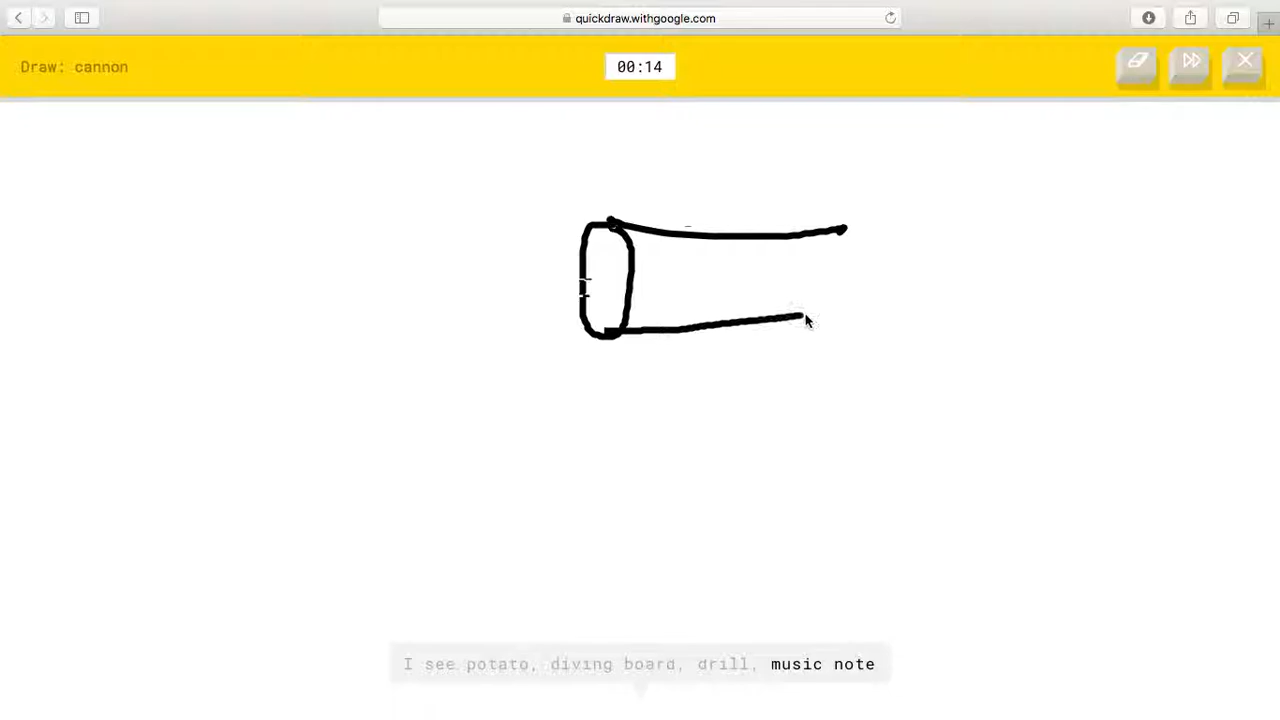 quickdraw.withgoogle.com
Draw: cannon
00:14
I see potato, diving board, drill, music note